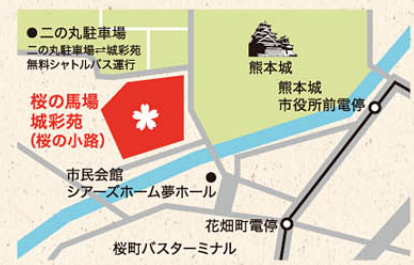 ●二の丸駐車場
二の丸駐車場⇌城彩苑
無料シャトルバス運行
熊本城
熊本城
市役所前電停
桜の馬場
城彩苑
(桜の小路)
市民会館
シアーズホーム夢ホール
花畑町電停
桜町バスターミナル